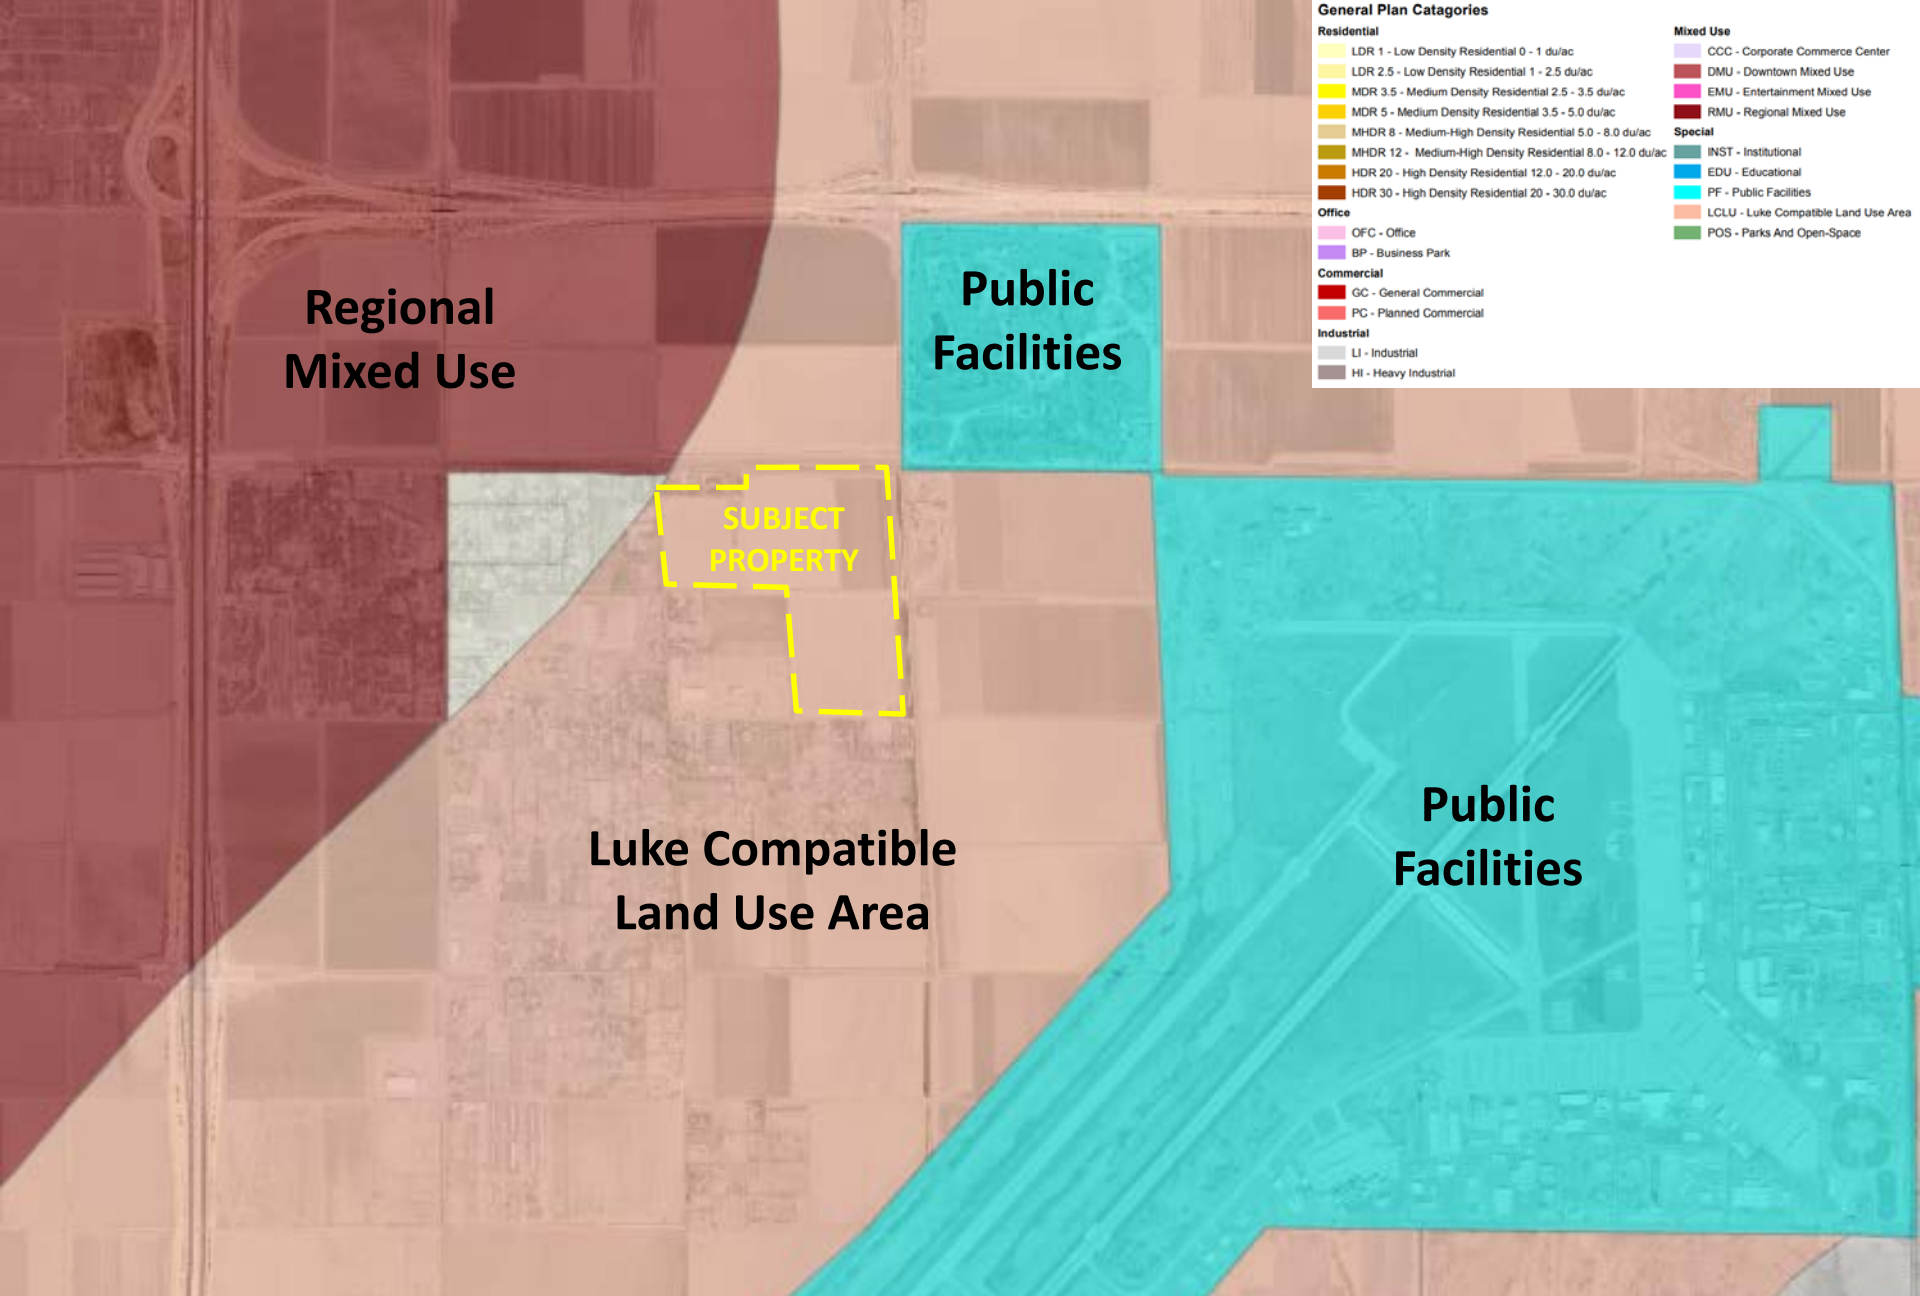 General Plan Catagories
Residential
LDR 1 - Low Density Residential 0 - 1 du/ac
LDR 2.5 - Low Density Residential 1 - 2.5 du/ac
MDR 3.5 - Medium Density Residential 2.5 - 3.5 du/ac
MDR 5 - Medium Density Residential 3.5 - 5.0 du/ac
MHDR 8 - Medium-High Density Residential 5.0 - 8.0 du/ac
MHDR 12 - Medium-High Density Residential 8.0 - 12.0 du/ac
HDR 20 - High Density Residential 12.0 - 20.0 du/ac
HDR 30 - High Density Residential 20 - 30.0 du/ac
Office
OFC - Office
BP - Business Park
Commercial
GC - General Commercial
PC - Planned Commercial
Industrial
LI - Industrial
HI - Heavy Industrial
Mixed Use
CCC - Corporate Commerce Center
DMU - Downtown Mixed Use
EMU - Entertainment Mixed Use
RMU - Regional Mixed Use
Special
INST - Institutional
EDU - Educational
PF - Public Facilities
LCLU - Luke Compatible Land Use Area
POS - Parks And Open-Space
Regional
Mixed Use
Public
Facilities
SUBJECT
PROPERTY
Luke Compatible
Land Use Area
Public
Facilities